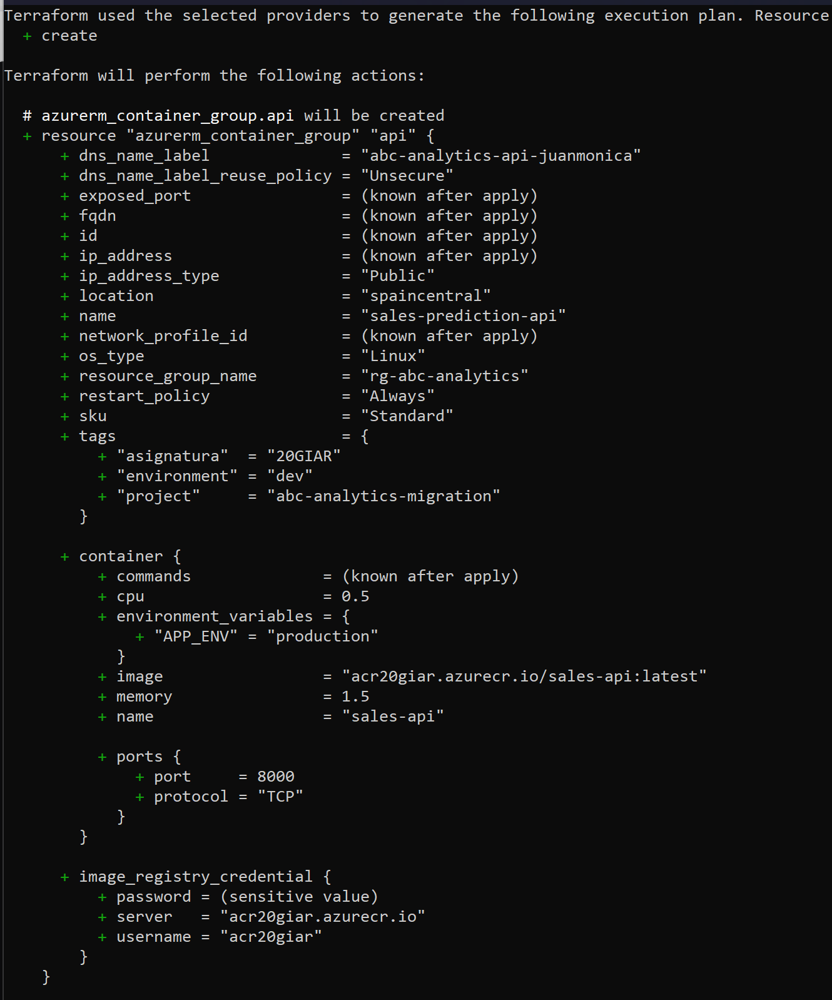 Terraform used the selected providers to generate the following execution plan. Resource
  + create

Terraform will perform the following actions:

  # azurerm_container_group.api will be created
  + resource "azurerm_container_group" "api" {
      + dns_name_label              = "abc-analytics-api-juanmonica"
      + dns_name_label_reuse_policy = "Unsecure"
      + exposed_port                = (known after apply)
      + fqdn                        = (known after apply)
      + id                          = (known after apply)
      + ip_address                  = (known after apply)
      + ip_address_type             = "Public"
      + location                    = "spaincentral"
      + name                        = "sales-prediction-api"
      + network_profile_id          = (known after apply)
      + os_type                     = "Linux"
      + resource_group_name         = "rg-abc-analytics"
      + restart_policy              = "Always"
      + sku                         = "Standard"
      + tags                        = {
          + "asignatura"  = "20GIAR"
          + "environment" = "dev"
          + "project"     = "abc-analytics-migration"
        }

      + container {
          + commands              = (known after apply)
          + cpu                   = 0.5
          + environment_variables = {
              + "APP_ENV" = "production"
            }
          + image                 = "acr20giar.azurecr.io/sales-api:latest"
          + memory                = 1.5
          + name                  = "sales-api"

          + ports {
              + port     = 8000
              + protocol = "TCP"
            }
        }

      + image_registry_credential {
          + password = (sensitive value)
          + server   = "acr20giar.azurecr.io"
          + username = "acr20giar"
        }
    }